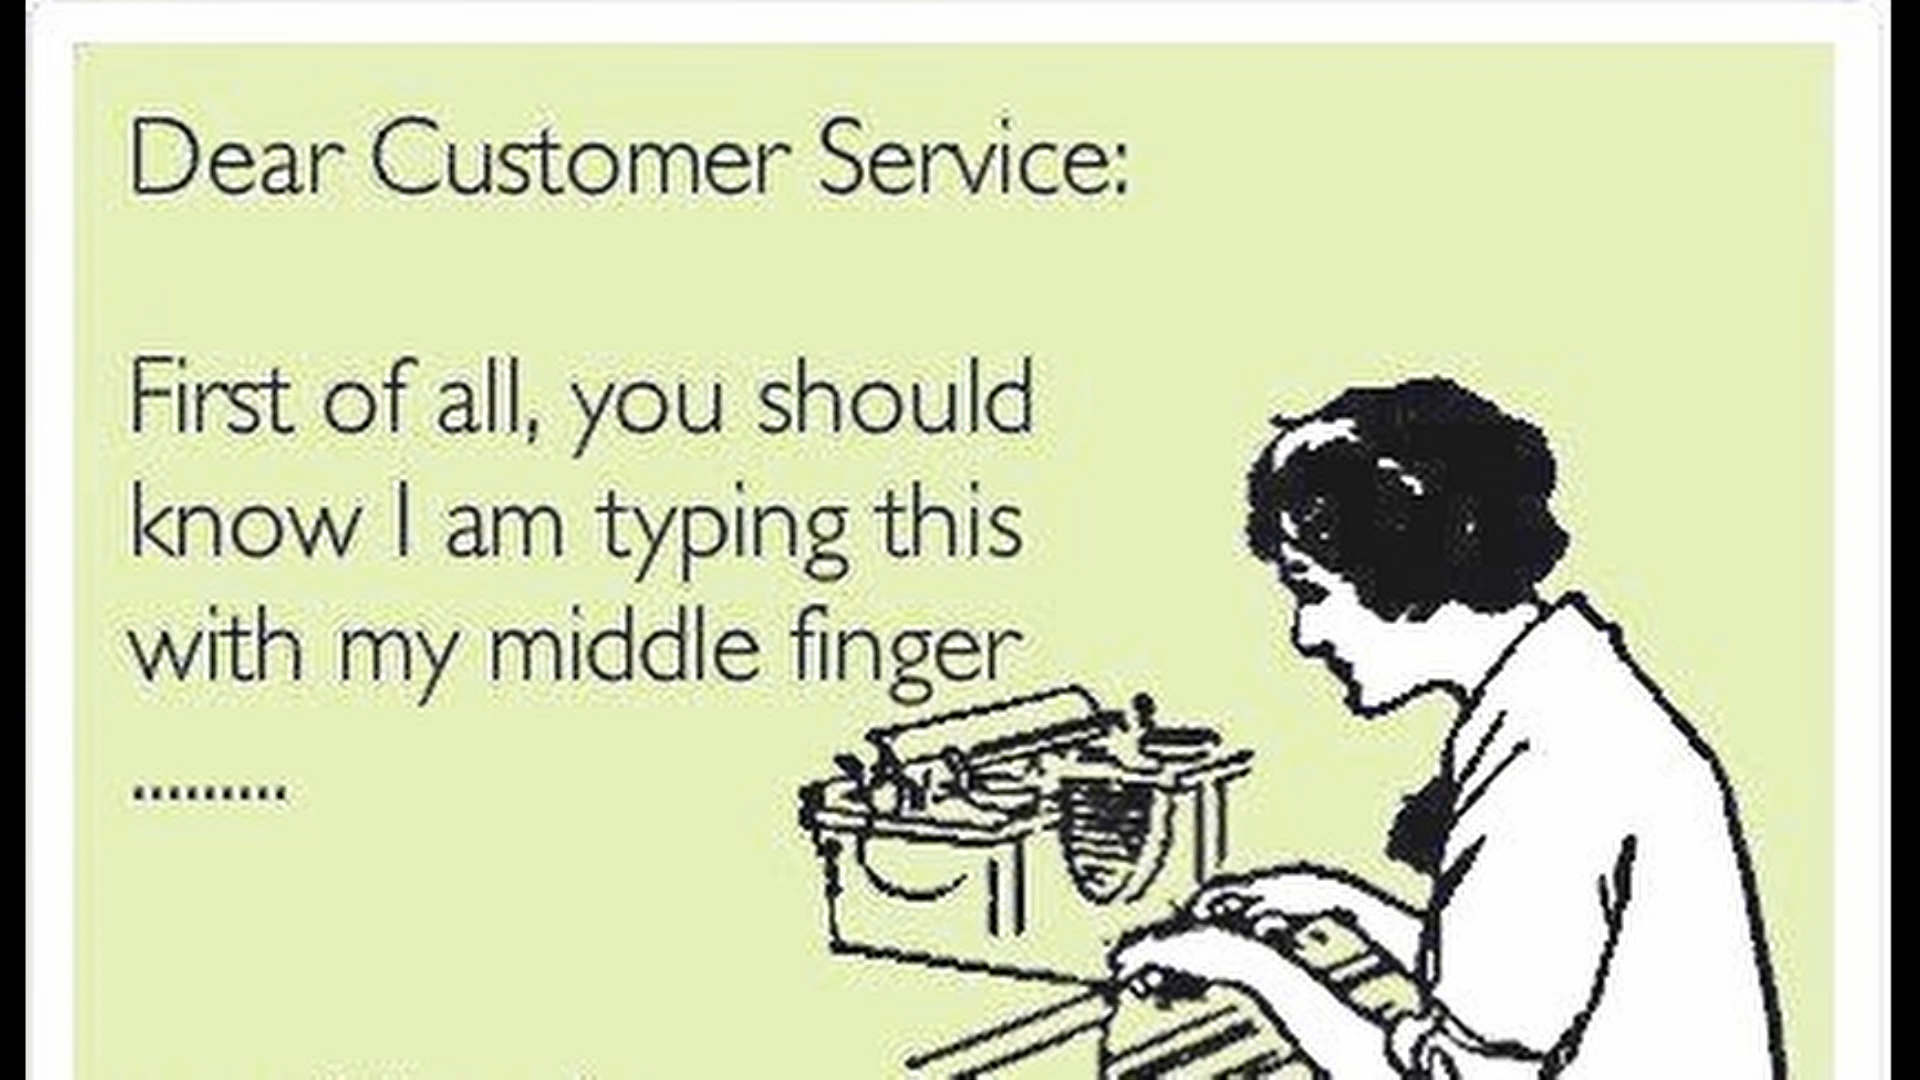 Dear Customer Service:
First of all, you should
know I am typing this
with my middle finger
.........